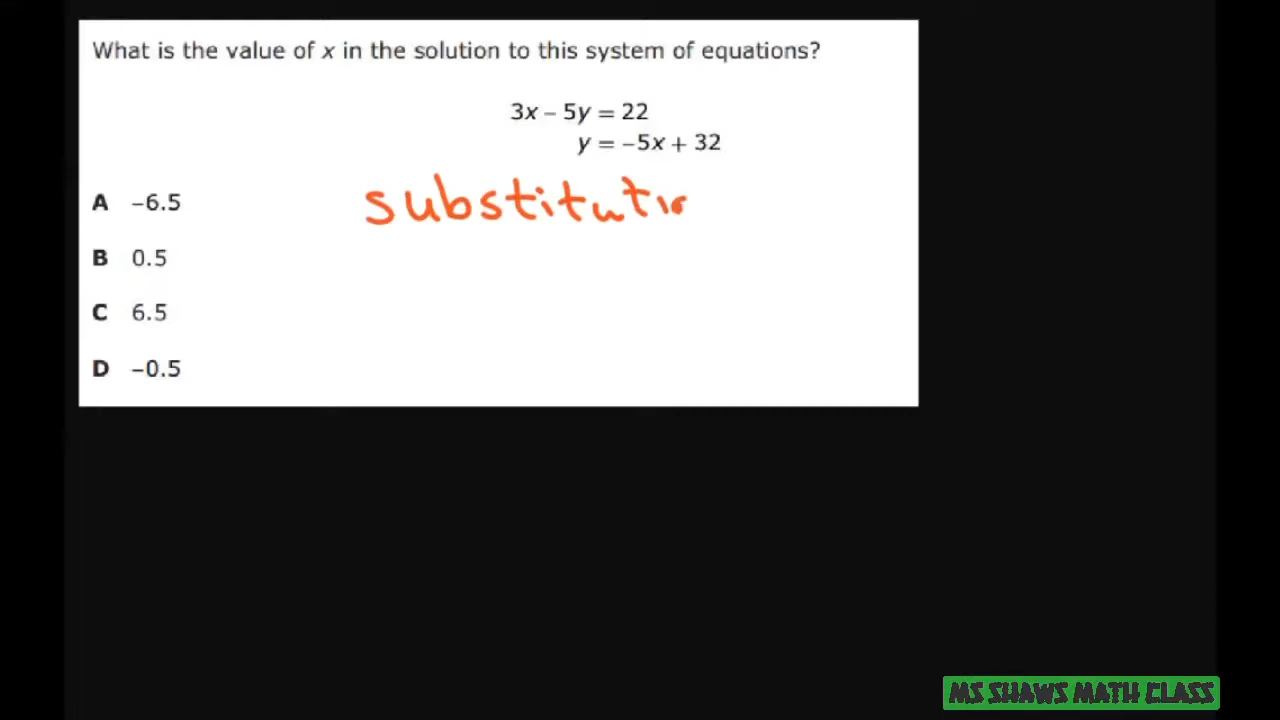 What is the value of x in the solution to this system of equations?
3x – 5y = 22
y = –5x + 32
A –6.5
substitutio
B 0.5
C 6.5
D –0.5
MS SHAWS MATH CLASS